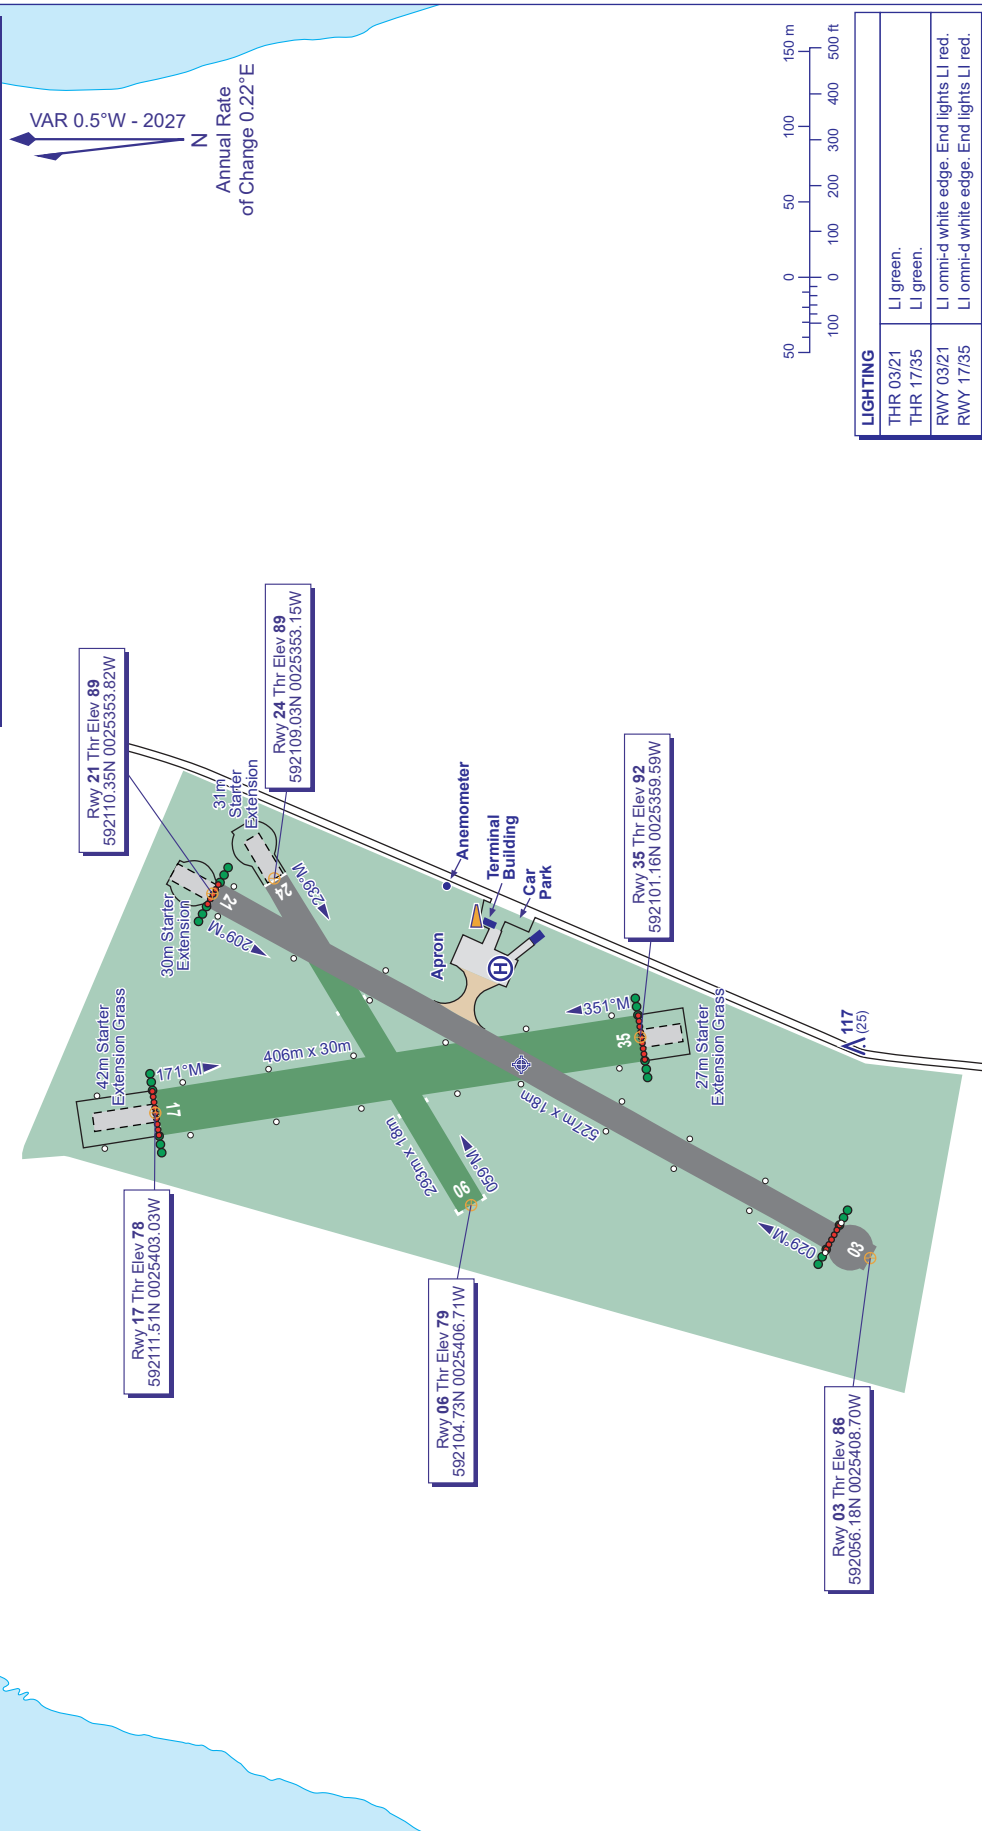 VAR 0.5°W - 2027
N
Annual Rate
of Change 0.22°E
Rwy 21 Thr Elev 89
592110.35N 0025353.82W
Rwy 24 Thr Elev 89
592109.03N 0025353.15W
Rwy 17 Thr Elev 78
592111.51N 0025403.03W
Rwy 06 Thr Elev 79
592104.73N 0025406.71W
Rwy 35 Thr Elev 92
592101.16N 0025359.59W
Rwy 03 Thr Elev 86
592056.18N 0025408.70W
42m Starter
Extension Grass
30m Starter
Extension
31m
Starter
Extension
27m Starter
Extension Grass
171°M
209°M
239°M
351°M
059°M
029°M
406m x 30m
293m x 18m
527m x 18m
17
21
24
06
35
03
Apron
H
Anemometer
Terminal
Building
Car
Park
117
(25)
50 0 50 100 150 m
100 0 100 200 300 400 500 ft
LIGHTING
THR 03/21 LI green.
THR 17/35 LI green.
RWY 03/21 LI omni-d white edge. End lights LI red.
RWY 17/35 LI omni-d white edge. End lights LI red.